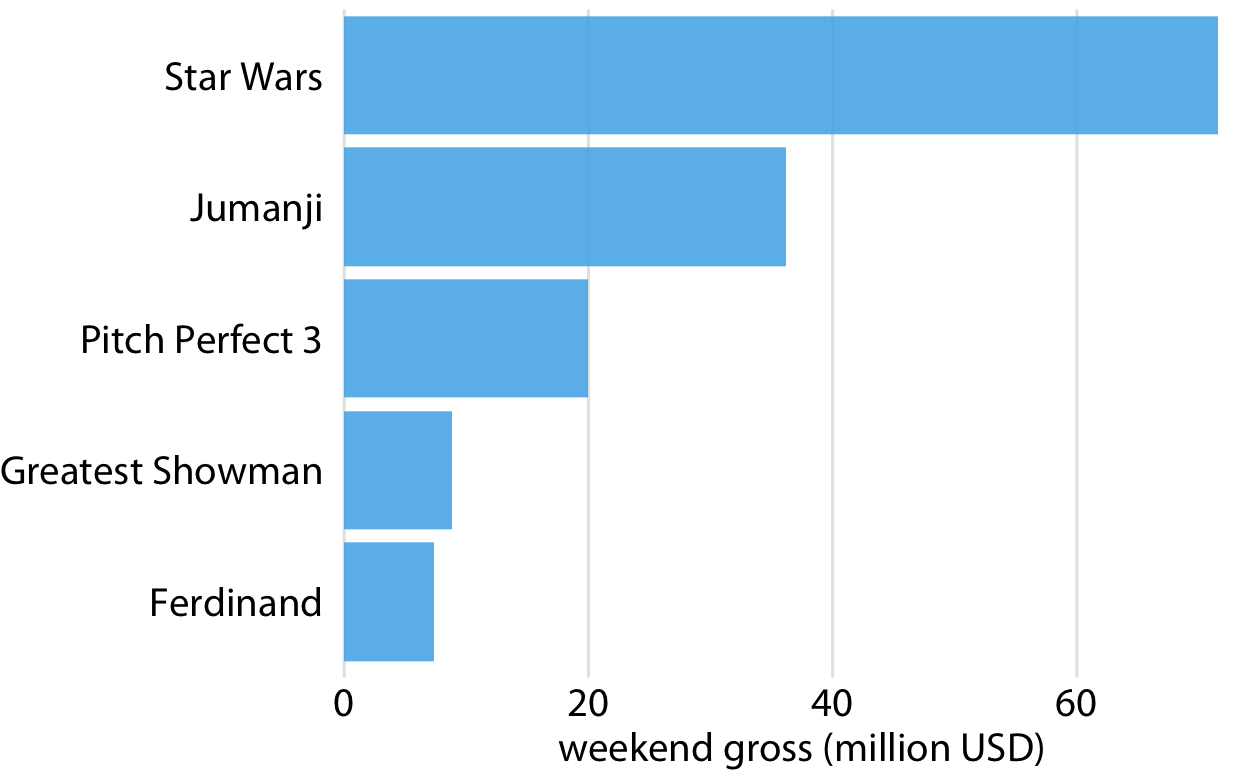 Star Wars
Jumanji
Pitch Perfect 3
Greatest Showman
Ferdinand
0 20 40 60
weekend gross (million USD)